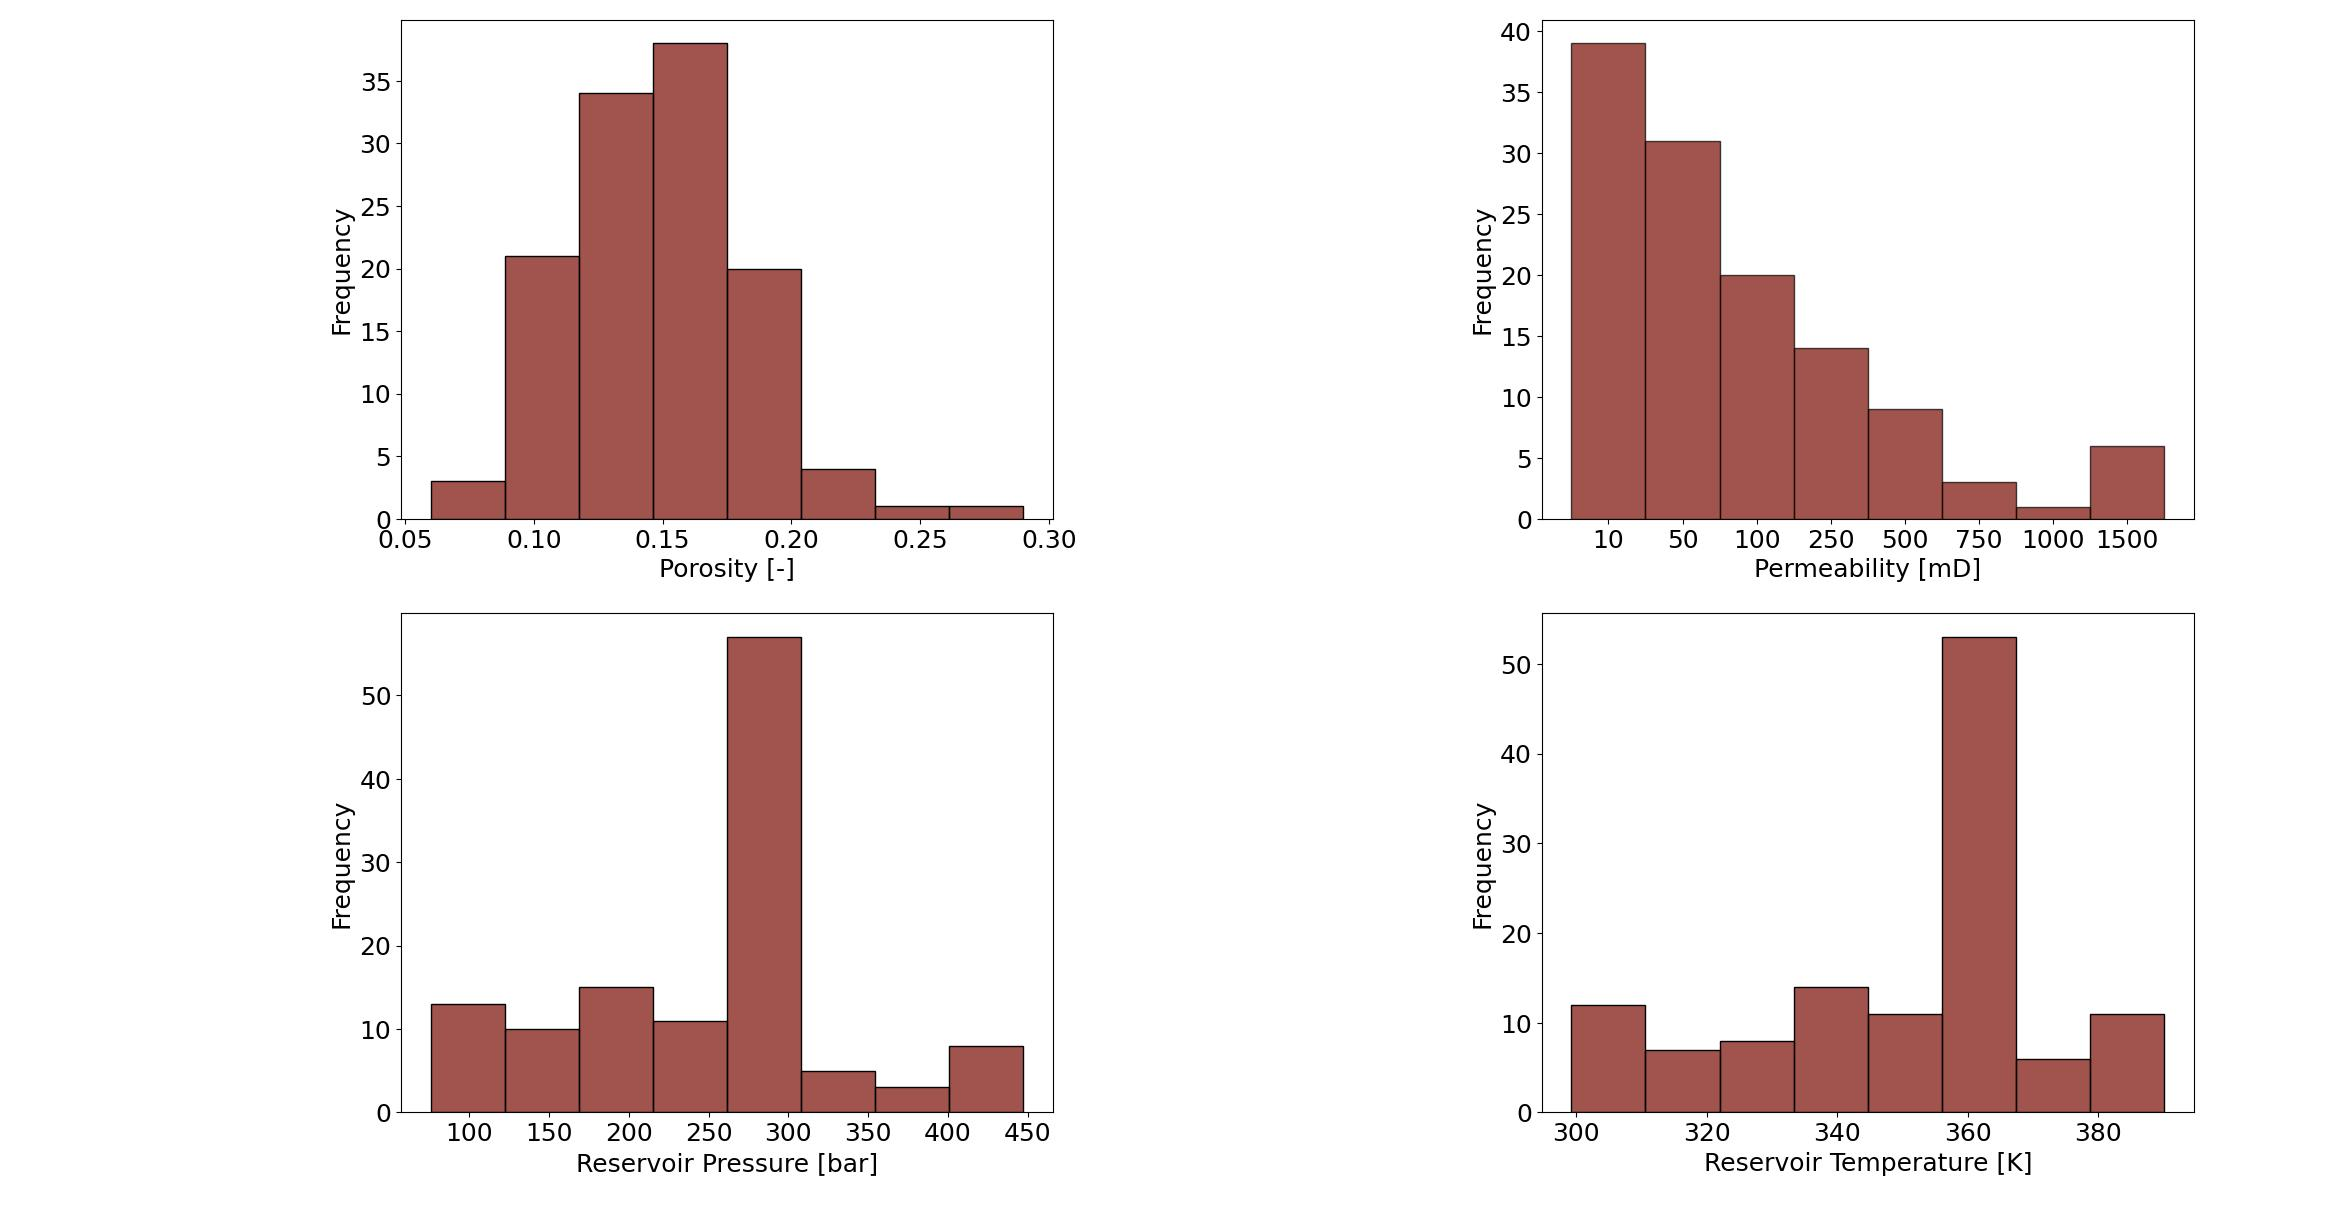 Frequency
35
30
25
20
15
10
5
0
0.05 0.10 0.15 0.20 0.25 0.30
Porosity [-]
Frequency
40
35
30
25
20
15
10
5
0
10 50 100 250 500 750 1000 1500
Permeability [mD]
Frequency
50
40
30
20
10
0
100 150 200 250 300 350 400 450
Reservoir Pressure [bar]
Frequency
50
40
30
20
10
0
300 320 340 360 380
Reservoir Temperature [K]